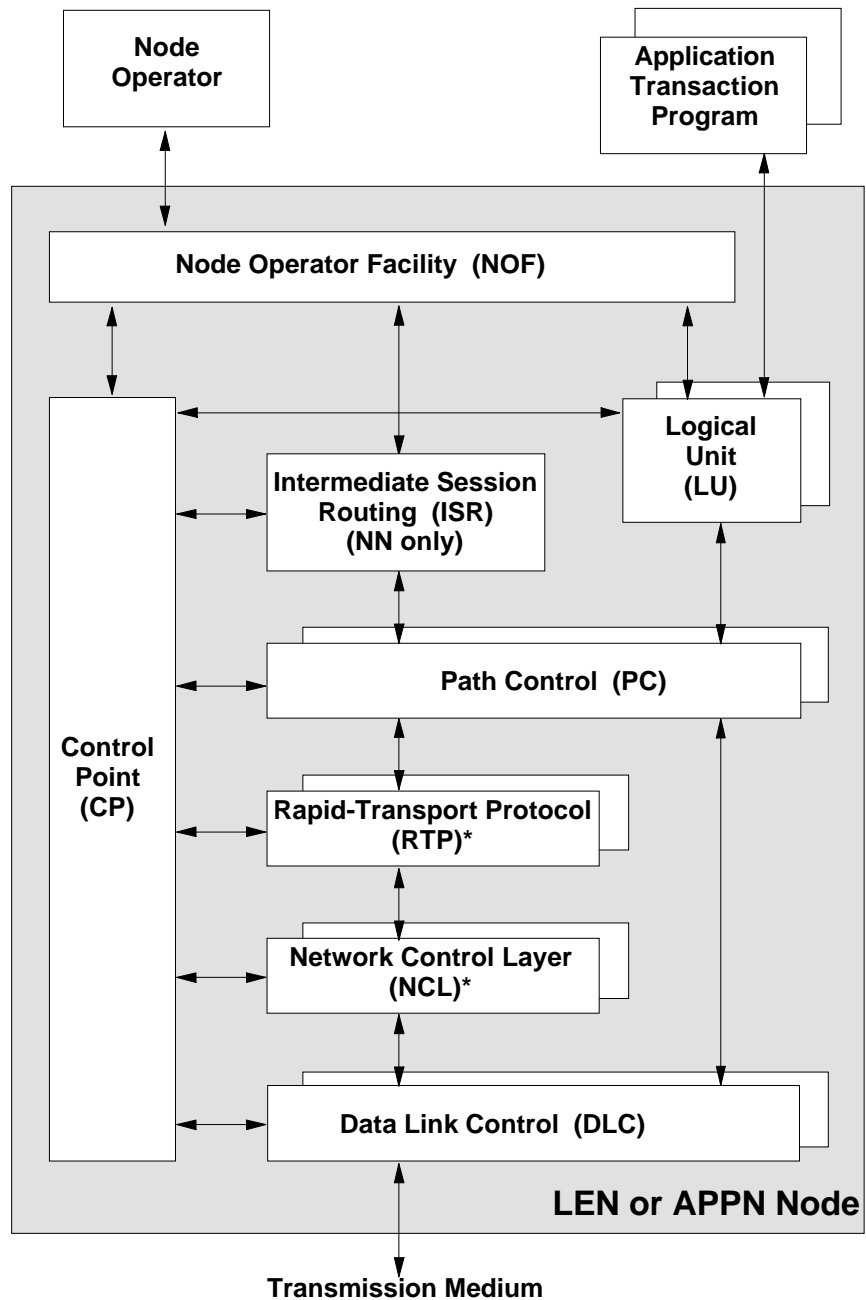 Node
Operator
Application
Transaction
Program
Node Operator Facility (NOF)
Logical
Unit
(LU)
Intermediate Session
Routing (ISR)
(NN only)
Path Control (PC)
Control
Point
(CP)
Rapid-Transport Protocol
(RTP)*
Network Control Layer
(NCL)*
Data Link Control (DLC)
LEN or APPN Node
Transmission Medium